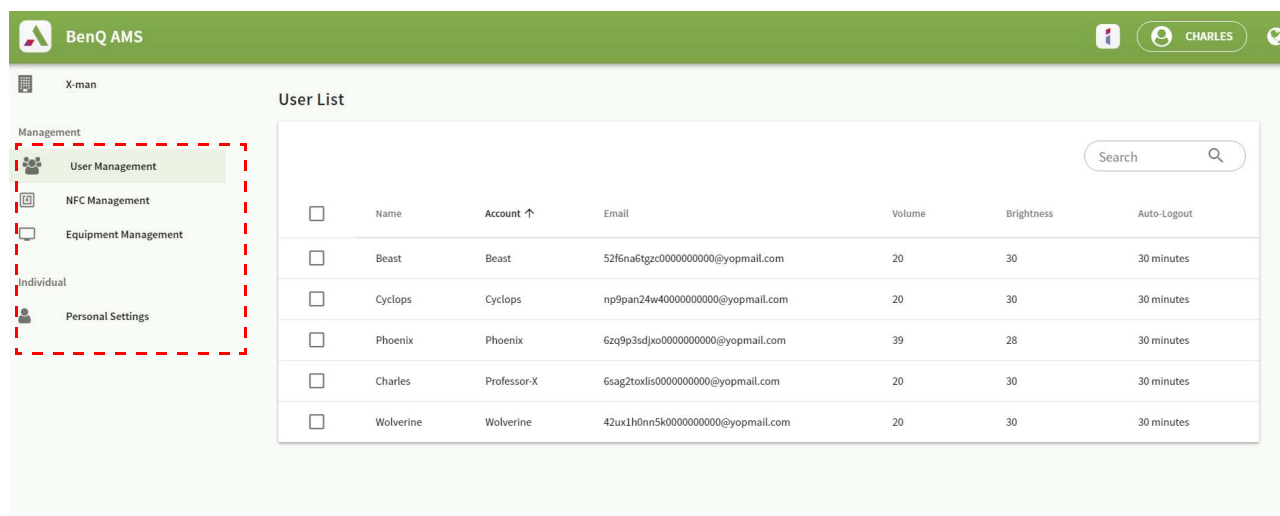 BenQ AMS
CHARLES
X-man
User List
Management
Search
User Management
NFC Management
Equipment Management
Individual
Personal Settings
Name Account Email Volume Brightness Auto-Logout
Beast Beast 52f6na6tgzc0000000000@yopmail.com 20 30 30 minutes
Cyclops Cyclops np9pan24w40000000000@yopmail.com 20 30 30 minutes
Phoenix Phoenix 6zq9p3sdjxo0000000000@yopmail.com 39 28 30 minutes
Charles Professor-X 6sag2toxlis0000000000@yopmail.com 20 30 30 minutes
Wolverine Wolverine 42ux1h0nn5k0000000000@yopmail.com 20 30 30 minutes